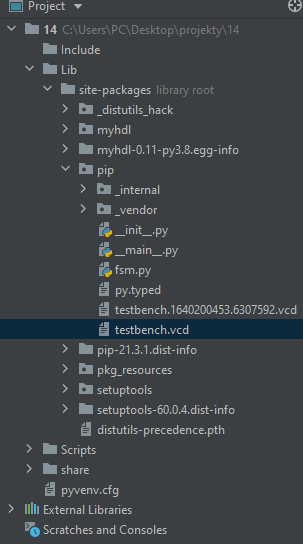 Project
14 C:\Users\PC\Desktop\projekty\14
Include
Lib
site-packages library root
_distutils_hack
myhdl
myhdl-0.11-py3.8.egg-info
pip
_internal
_vendor
__init__.py
__main__.py
fsm.py
py.typed
testbench.1640200453.6307592.vcd
testbench.vcd
pip-21.3.1.dist-info
pkg_resources
setuptools
setuptools-60.0.4.dist-info
distutils-precedence.pth
Scripts
share
pyvenv.cfg
External Libraries
Scratches and Consoles